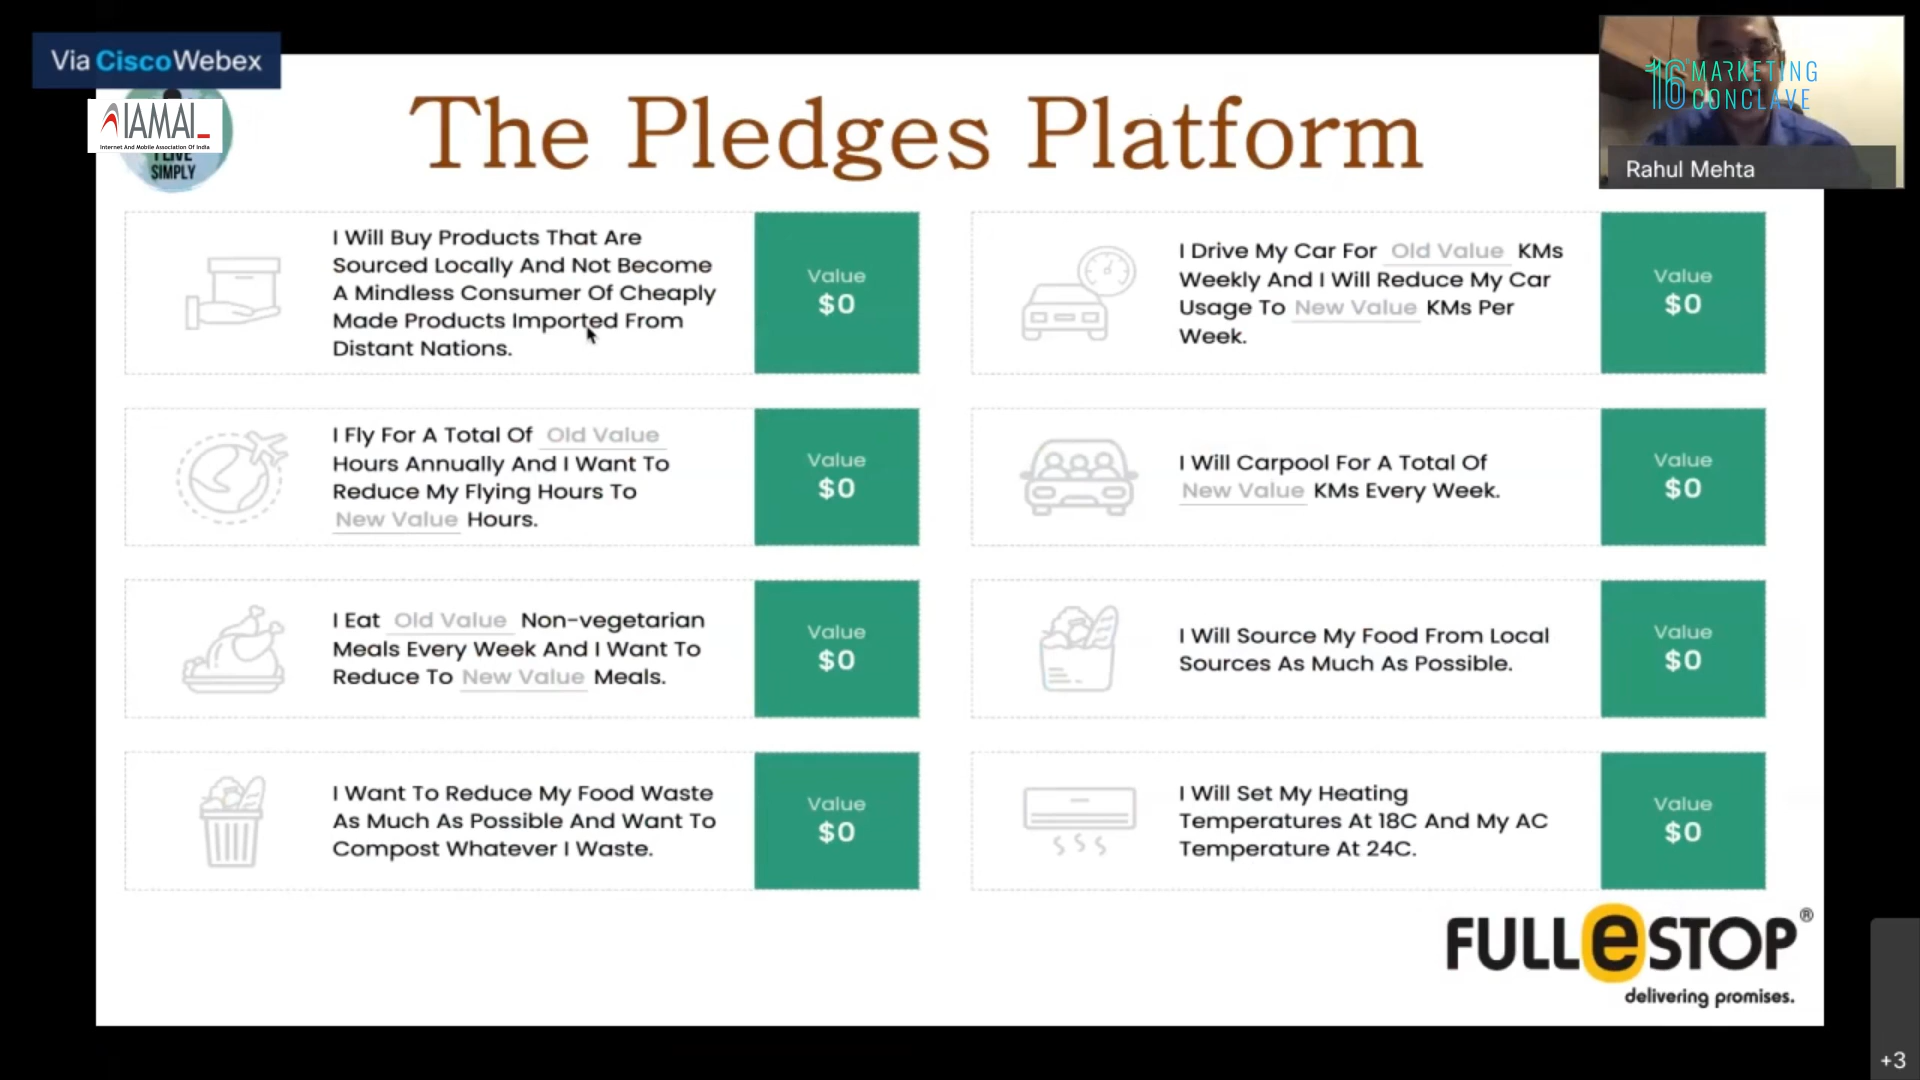 Via CiscoWebex
IAMAI
Internet And Mobile Association Of India
I LIVE
SIMPLY
The Pledges Platform
16th MARKETING
CONCLAVE
Rahul Mehta
I Will Buy Products That Are
Sourced Locally And Not Become
A Mindless Consumer Of Cheaply
Made Products Imported From
Distant Nations.
Value
$0
I Drive My Car For Old Value KMs
Weekly And I Will Reduce My Car
Usage To New Value KMs Per
Week.
Value
$0
I Fly For A Total Of Old Value
Hours Annually And I Want To
Reduce My Flying Hours To
New Value Hours.
Value
$0
I Will Carpool For A Total Of
New Value KMs Every Week.
Value
$0
I Eat Old Value Non-vegetarian
Meals Every Week And I Want To
Reduce To New Value Meals.
Value
$0
I Will Source My Food From Local
Sources As Much As Possible.
Value
$0
I Want To Reduce My Food Waste
As Much As Possible And Want To
Compost Whatever I Waste.
Value
$0
I Will Set My Heating
Temperatures At 18C And My AC
Temperature At 24C.
Value
$0
FULLeSTOP®
delivering promises.
+3